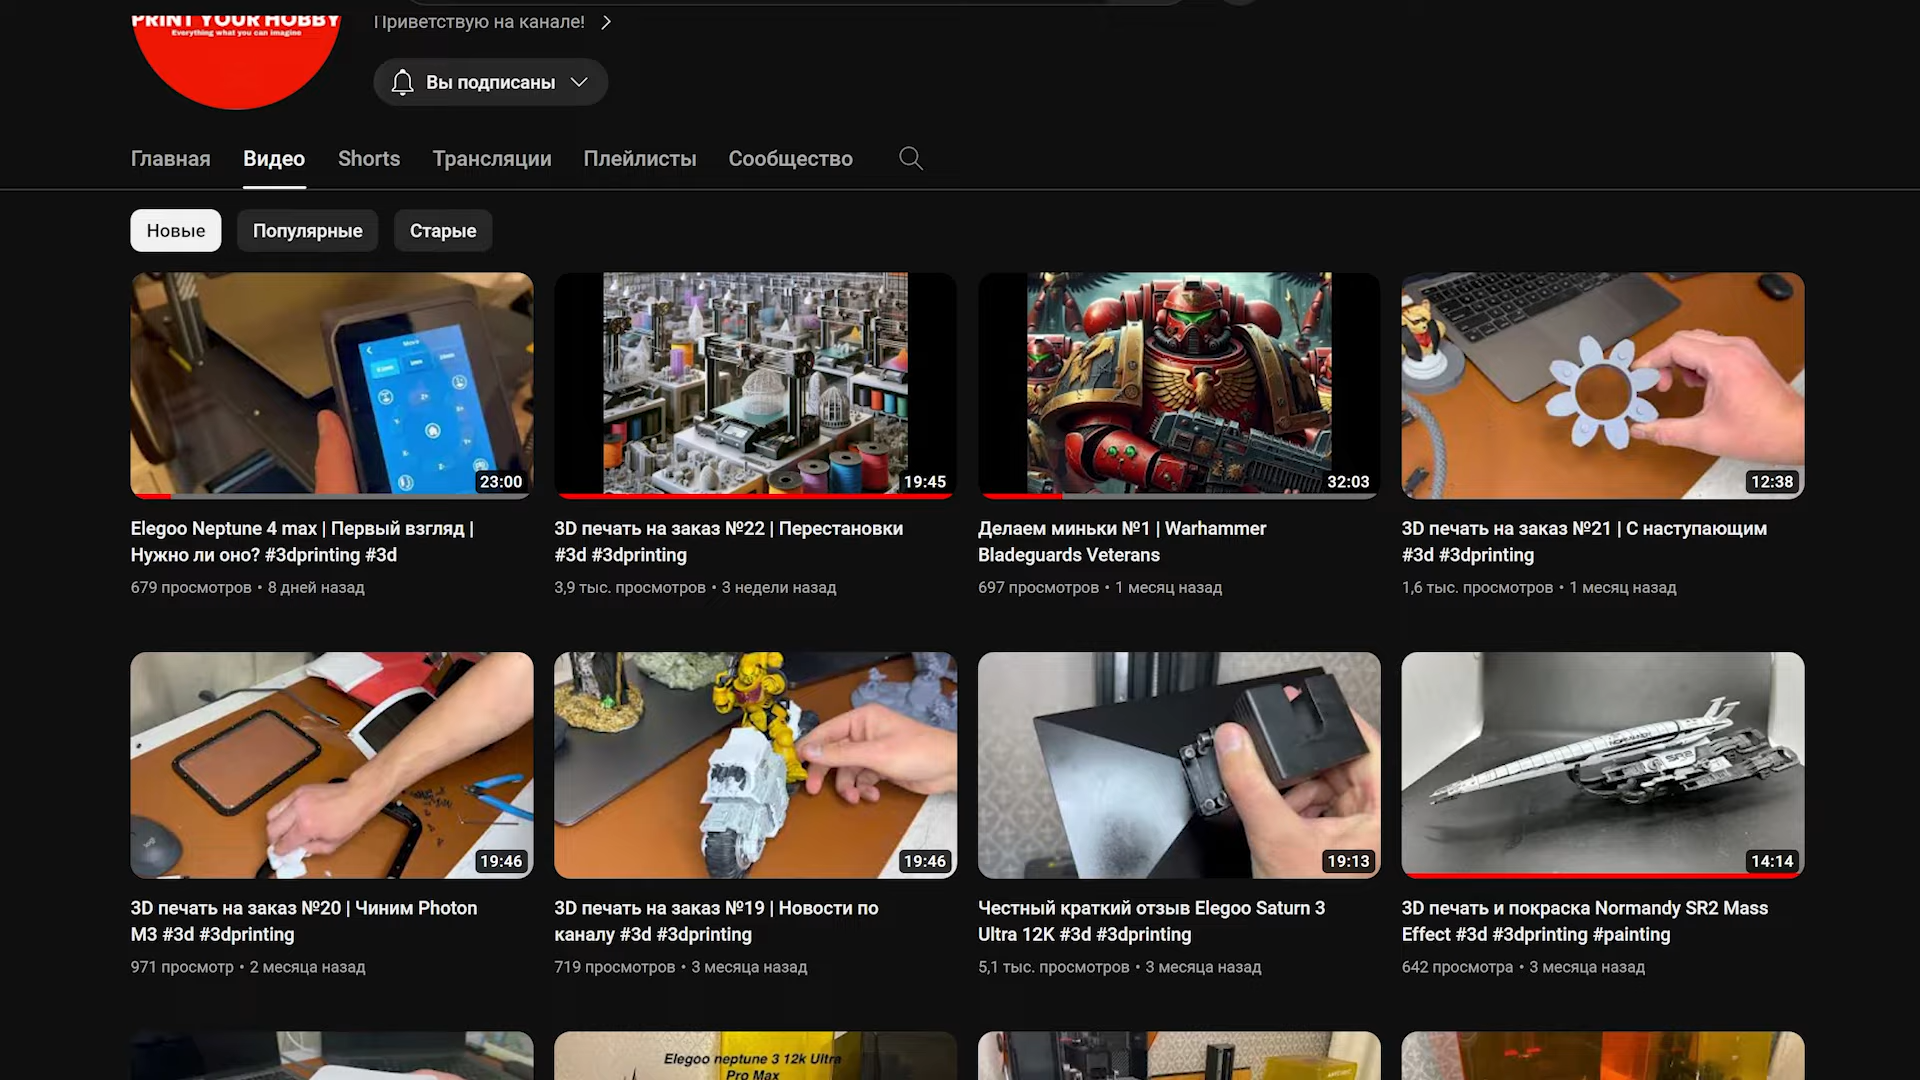 PRINT YOUR HOBBY
Everything what you can imagine
Приветствую на канале!
Вы подписаны
Главная
Видео
Shorts
Трансляции
Плейлисты
Сообщество
Новые
Популярные
Старые
23:00
19:45
32:03
12:38
Elegoo Neptune 4 max | Первый взгляд |
Нужно ли оно? #3dprinting #3d
679 просмотров • 8 дней назад
3D печать на заказ №22 | Перестановки
#3d #3dprinting
3,9 тыс. просмотров • 3 недели назад
Делаем миньки №1 | Warhammer
Bladeguards Veterans
697 просмотров • 1 месяц назад
3D печать на заказ №21 | С наступающим
#3d #3dprinting
1,6 тыс. просмотров • 1 месяц назад
19:46
19:46
19:13
14:14
3D печать на заказ №20 | Чиним Photon
M3 #3d #3dprinting
971 просмотр • 2 месяца назад
3D печать на заказ №19 | Новости по
каналу #3d #3dprinting
719 просмотров • 3 месяца назад
Честный краткий отзыв Elegoo Saturn 3
Ultra 12K #3d #3dprinting
5,1 тыс. просмотров • 3 месяца назад
3D печать и покраска Normandy SR2 Mass
Effect #3d #3dprinting #painting
642 просмотра • 3 месяца назад
Elegoo neptune 3 12k Ultra
Pro Max